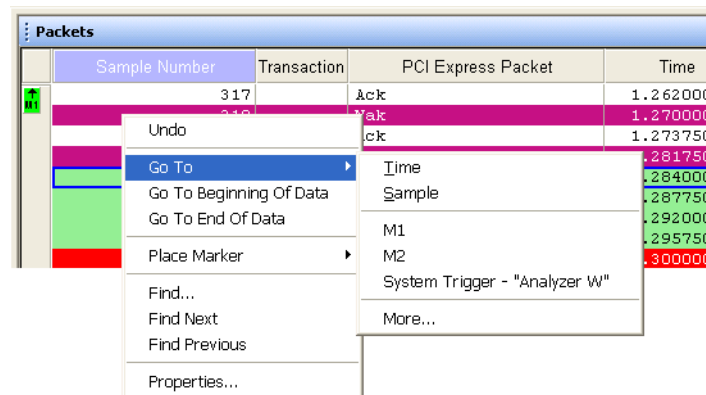 Packets
Sample Number Transaction PCI Express Packet Time
317 Ack 1.262000
M1
Nak 1.270000
ck 1.273750
.281750
.284000
.287750
.292000
.295750
.300000
Undo
Go To
Go To Beginning Of Data
Go To End Of Data
Place Marker
Find...
Find Next
Find Previous
Properties...
Time
Sample
M1
M2
System Trigger - "Analyzer W"
More...